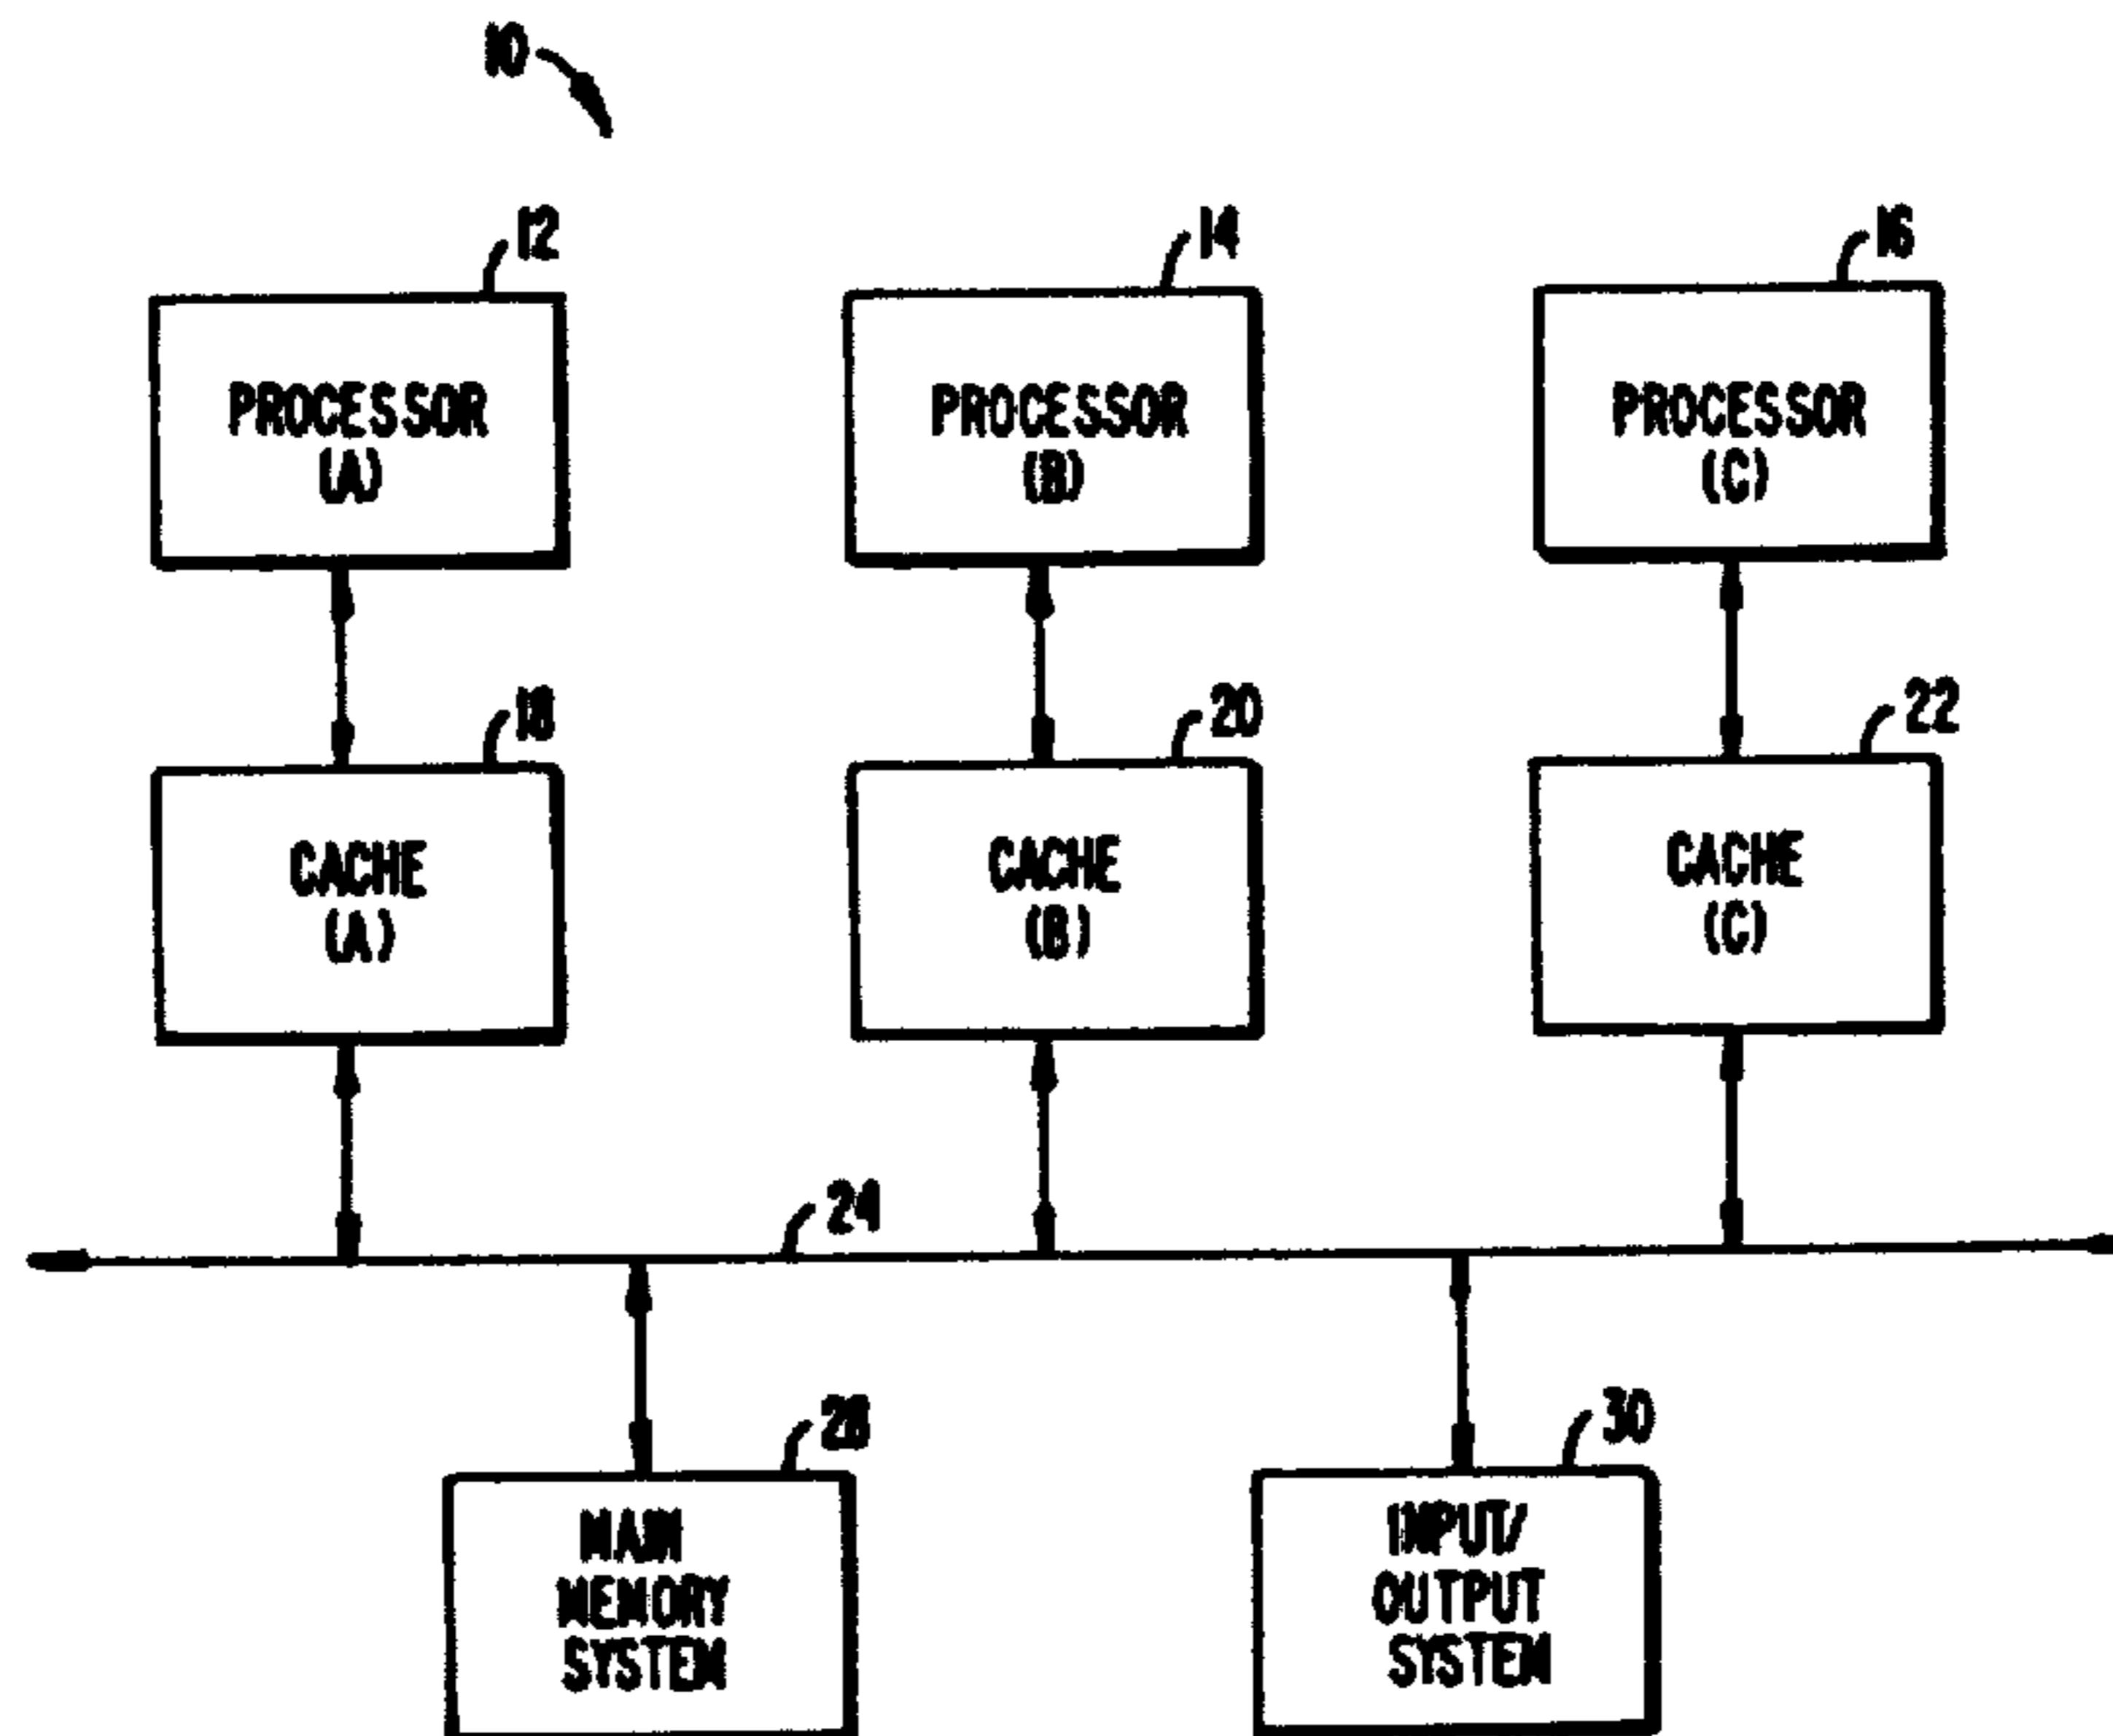 10
12
14
16
PROCESSOR
(A)
PROCESSOR
(B)
PROCESSOR
(C)
18
20
22
CACHE
(A)
CACHE
(B)
CACHE
(C)
24
28
30
MAIN
MEMORY
SYSTEM
INPUT/
OUTPUT
SYSTEM